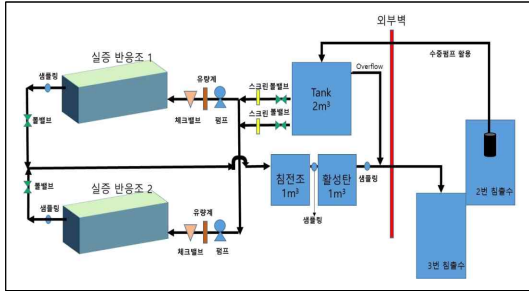 외부벽
실증 반응조 1
샘플링
유량계
스크린 볼밸브
Tank
2m³
Overflow
수중펌프 활용
볼밸브
체크밸브
펌프
스크린 볼밸브
침전조
1m³
활성탄
1m³
샘플링
샘플링
2번 침출수
3번 침출수
볼밸브
실증 반응조 2
샘플링
유량계
체크밸브
펌프